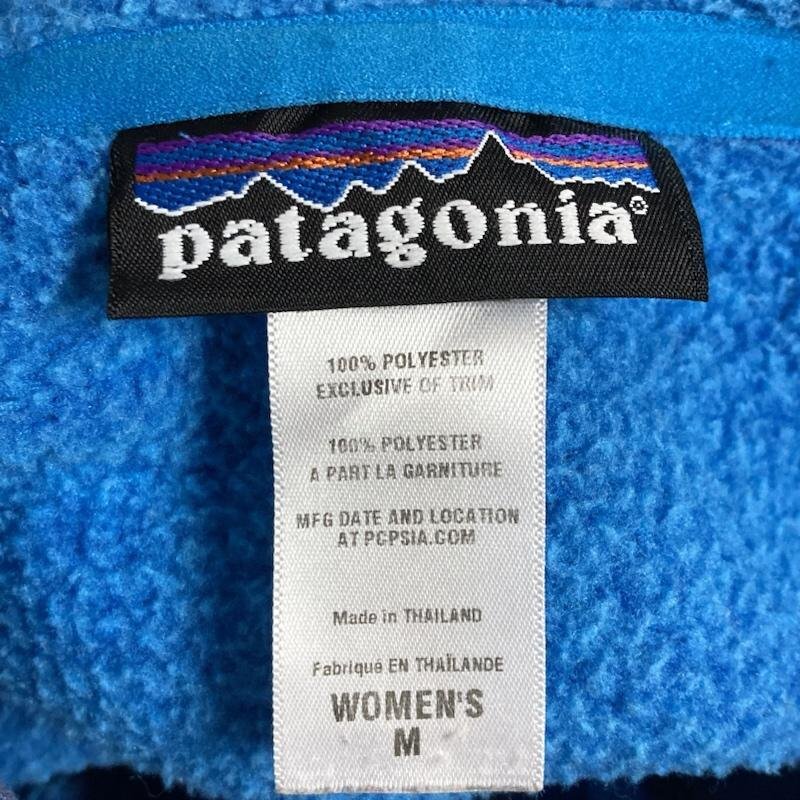 patagonia®
100% POLYESTER
EXCLUSIVE OF TRIM
100% POLYESTER
A PART LA GARNITURE
MFG DATE AND LOCATION
AT PCPSIA.COM
Made in THAILAND
Fabriqué EN THAÏLANDE
WOMEN'S
M